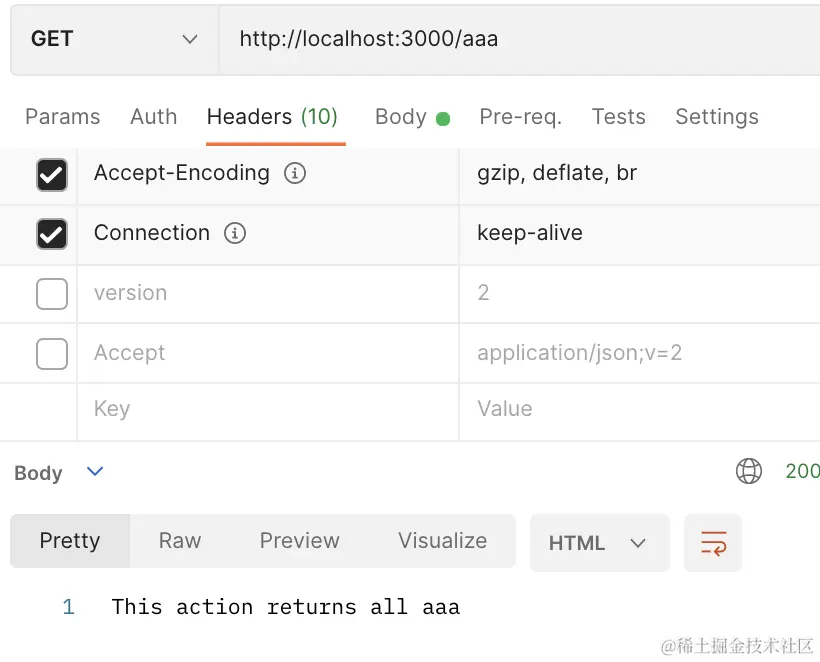 GET http://localhost:3000/aaa
Params Auth Headers (10) Body Pre-req. Tests Settings
Accept-Encoding gzip, deflate, br
Connection keep-alive
version 2
Accept application/json;v=2
Key Value
Body 200
Pretty Raw Preview Visualize HTML
1 This action returns all aaa
@稀土掘金技术社区